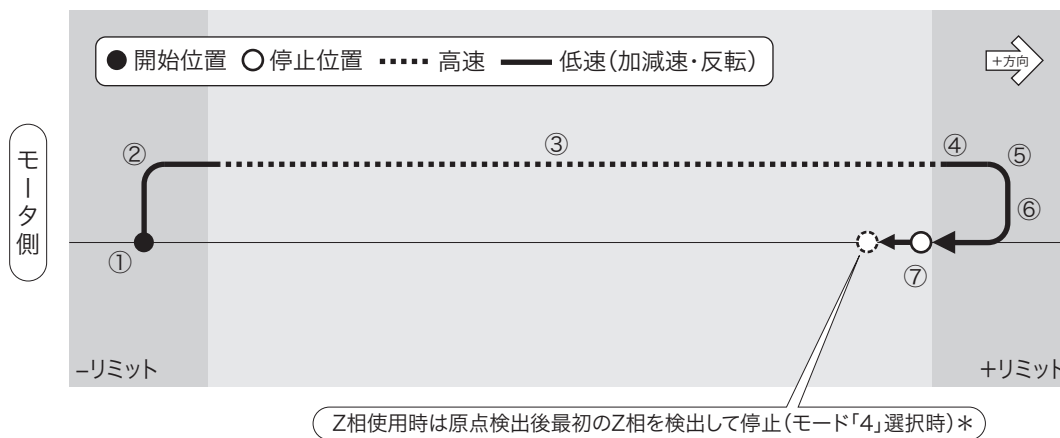 ●開始位置 ○停止位置 ･････ 高速 ━━ 低速(加減速･反転)
+方向
モータ側
②
③
④
⑤
⑥
①
⑦
−リミット
+リミット
Z相使用時は原点検出後最初のZ相を検出して停止(モード｢4｣選択時)＊